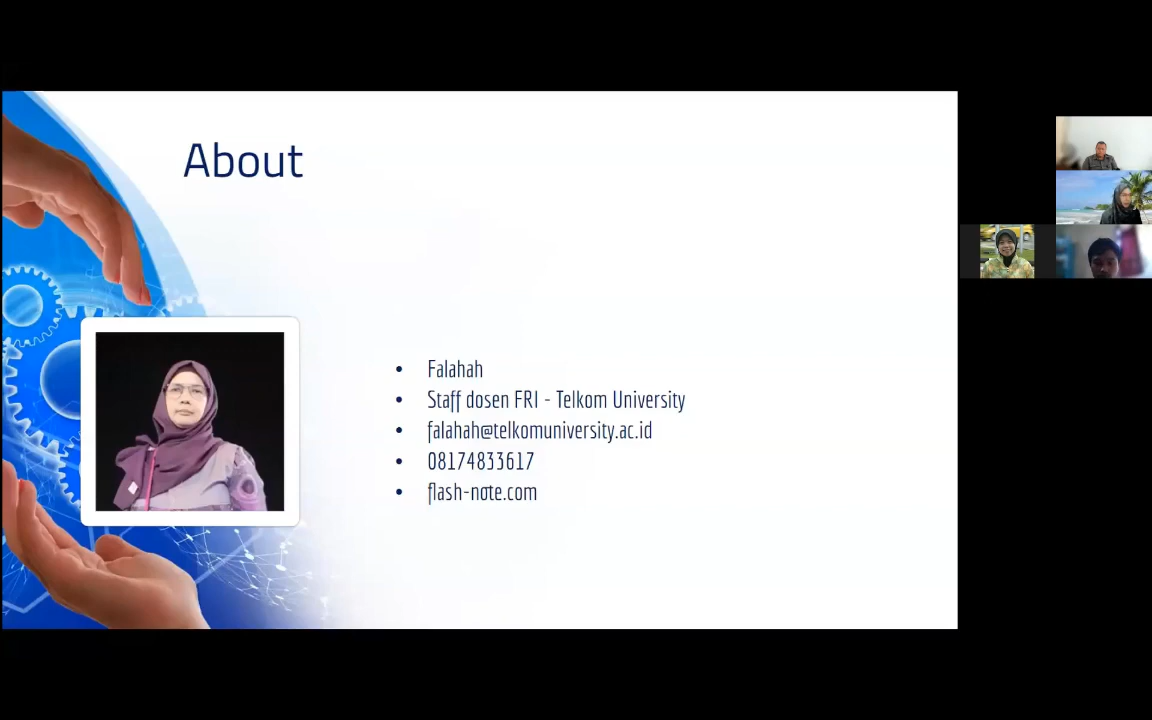 About
• Falahah
• Staff dosen FRI - Telkom University
• falahah@telkomuniversity.ac.id
• 08174833617
• flash-note.com